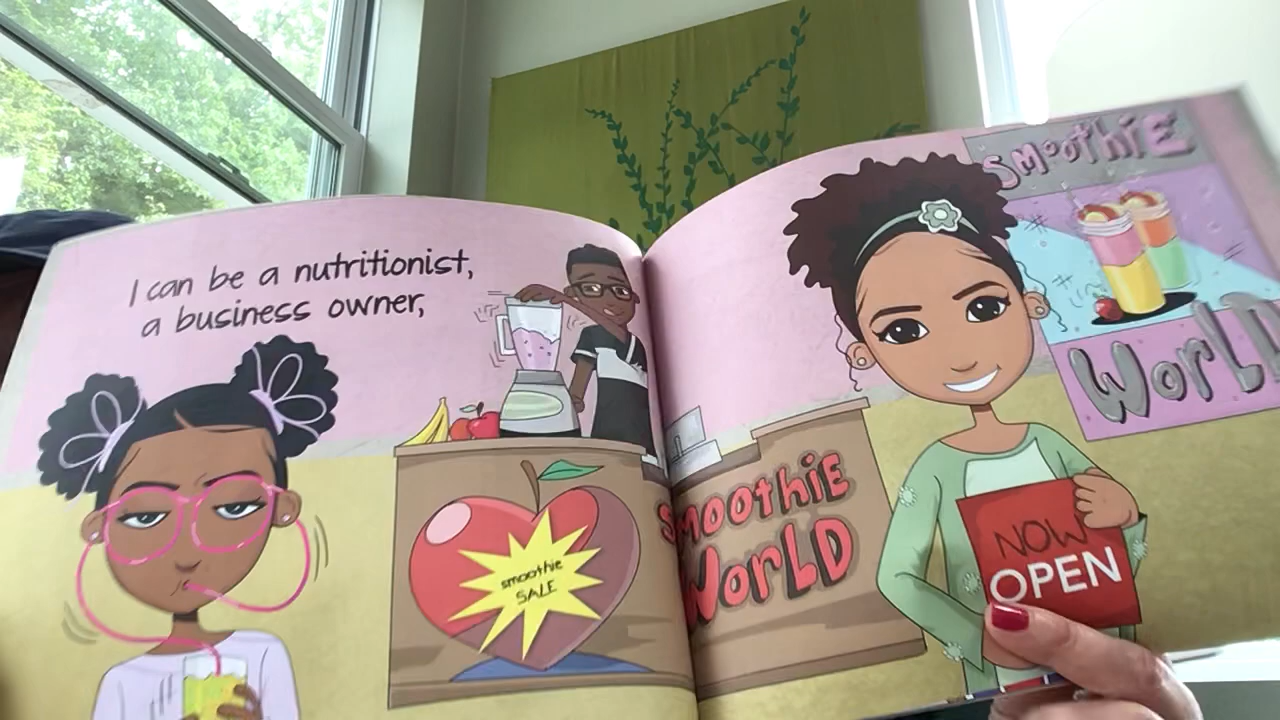 I can be a nutritionist,
a business owner,
smoothie
SALE
SmoothiE
WorLD
SmoothiE
WorLD
NOW
OPEN